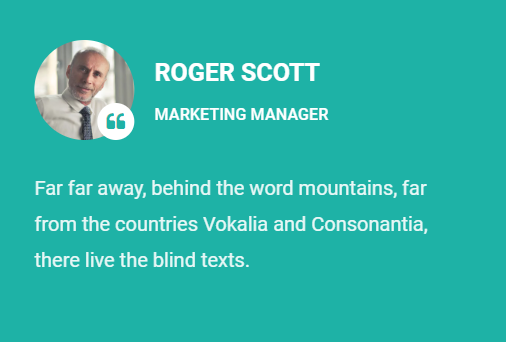 ROGER SCOTT
MARKETING MANAGER
Far far away, behind the word mountains, far
from the countries Vokalia and Consonantia,
there live the blind texts.